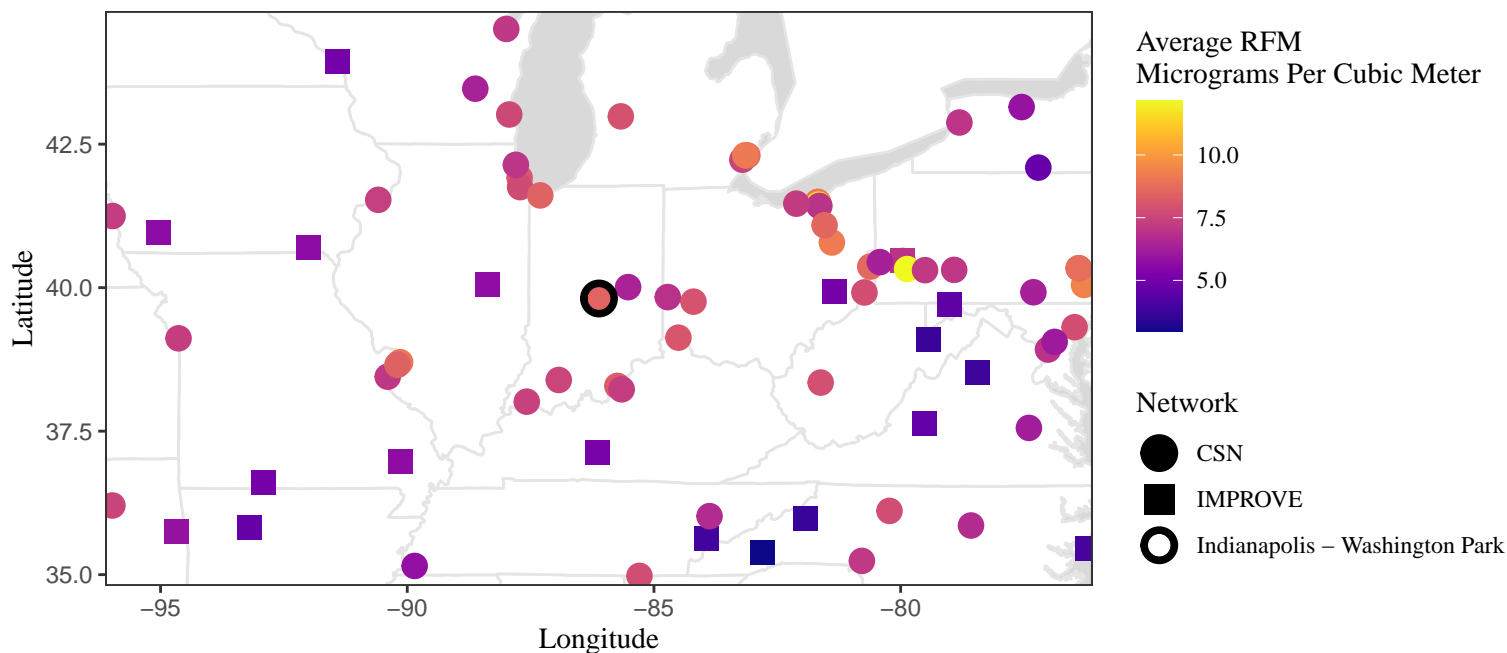 Average RFM
Micrograms Per Cubic Meter
10.0
7.5
5.0
Network
CSN
IMPROVE
Indianapolis – Washington Park
Latitude
42.5
40.0
37.5
35.0
−95
−90
−85
−80
Longitude